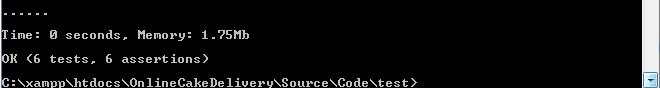 ......
Time: 0 seconds, Memory: 1.75Mb
OK (6 tests, 6 assertions)
C:\xampp\htdocs\OnlineCakeDelivery\Source\Code\test>